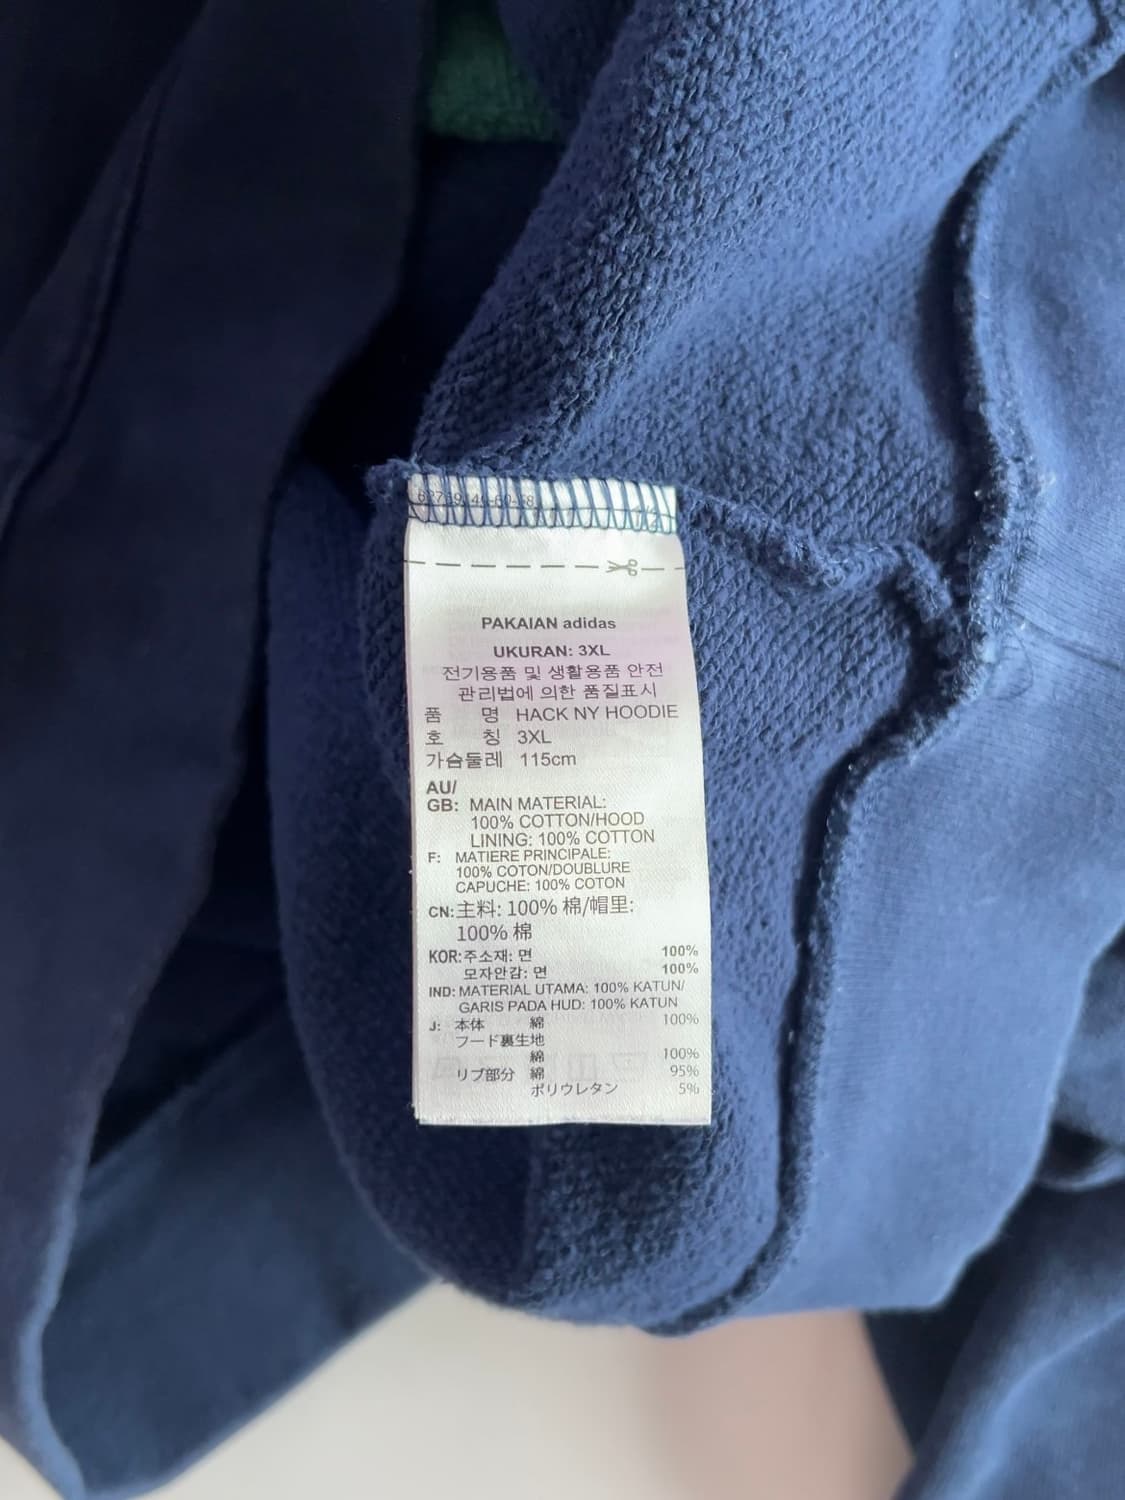 PAKAIAN adidas
UKURAN: 3XL
전기용품 및 생활용품 안전
관리법에 의한 품질표시
품 명 HACK NY HOODIE
호 칭 3XL
가슴둘레 115cm
AU/
GB: MAIN MATERIAL:
100% COTTON/HOOD
LINING: 100% COTTON
F: MATIERE PRINCIPALE:
100% COTON/DOUBLURE
CAPUCHE: 100% COTON
CN: 主料: 100% 棉/帽里:
100% 棉
KOR: 주소재: 면 100%
모자안감: 면 100%
IND: MATERIAL UTAMA: 100% KATUN/
GARIS PADA HUD: 100% KATUN
J: 本体 綿 100%
フード裏生地
綿 100%
リブ部分 綿 95%
ポリウレタン 5%